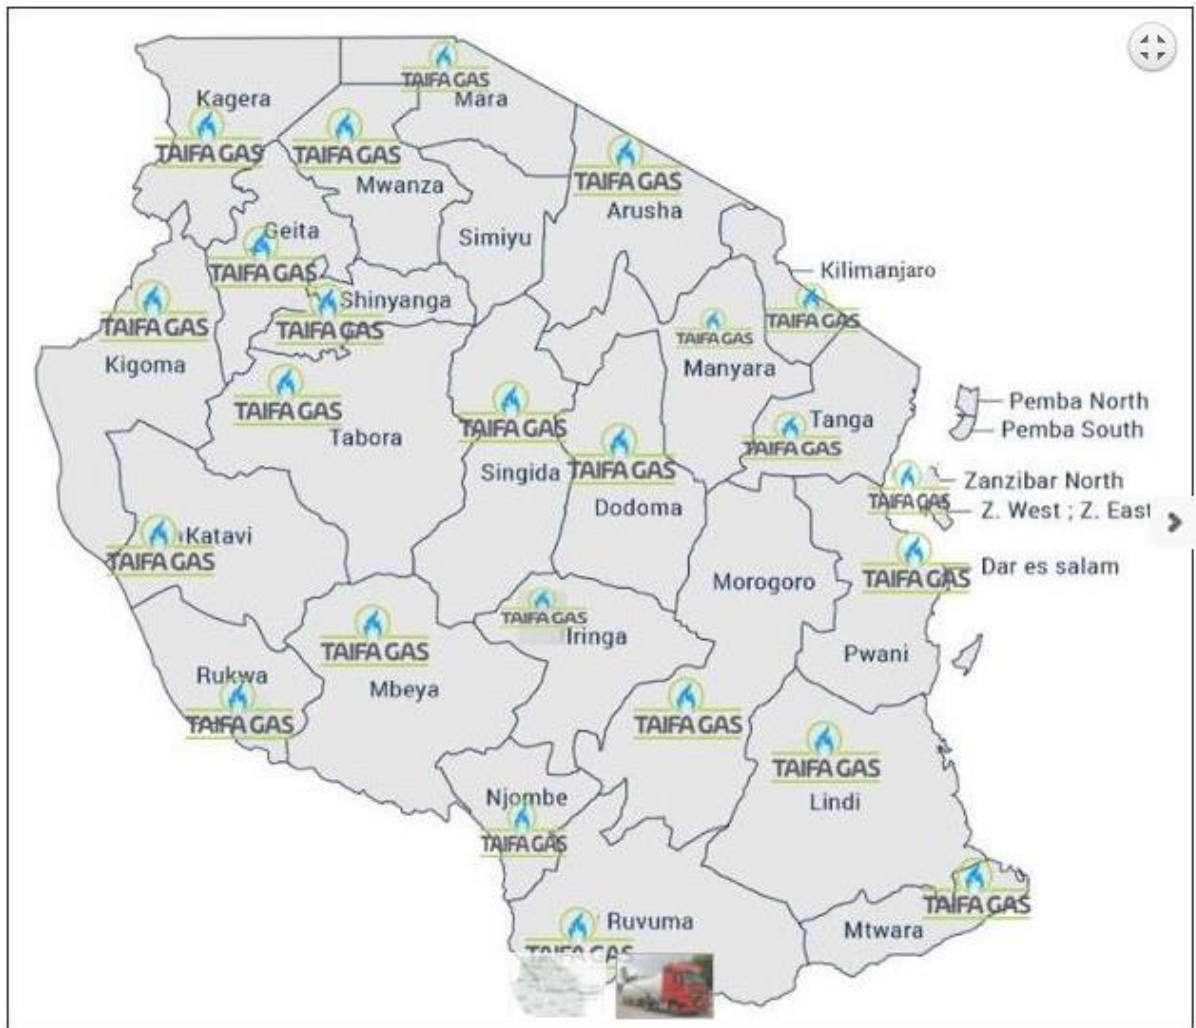 TAIFA GAS
Mara
Kagera
TAIFA GAS
TAIFA GAS
Mwanza
TAIFA GAS
Arusha
Geita
TAIFA GAS
Simiyu
Kilimanjaro
TAIFA GAS
Shinyanga
TAIFA GAS
TAIFA GAS
TAIFA GAS
Kigoma
Manyara
TAIFA GAS
Tabora
TAIFA GAS
Singida
TAIFA GAS
Dodoma
Tanga
TAIFA GAS
Pemba North
Pemba South
Zanzibar North
TAIFA GAS
Z. West ; Z. East
Katavi
TAIFA GAS
Dar es salam
TAIFA GAS
Morogoro
TAIFA GAS
Iringa
TAIFA GAS
Mbeya
Pwani
Rukwa
TAIFA GAS
TAIFA GAS
TAIFA GAS
Lindi
Njombe
TAIFA GAS
TAIFA GAS
Mtwara
Ruvuma
TAIFA GAS